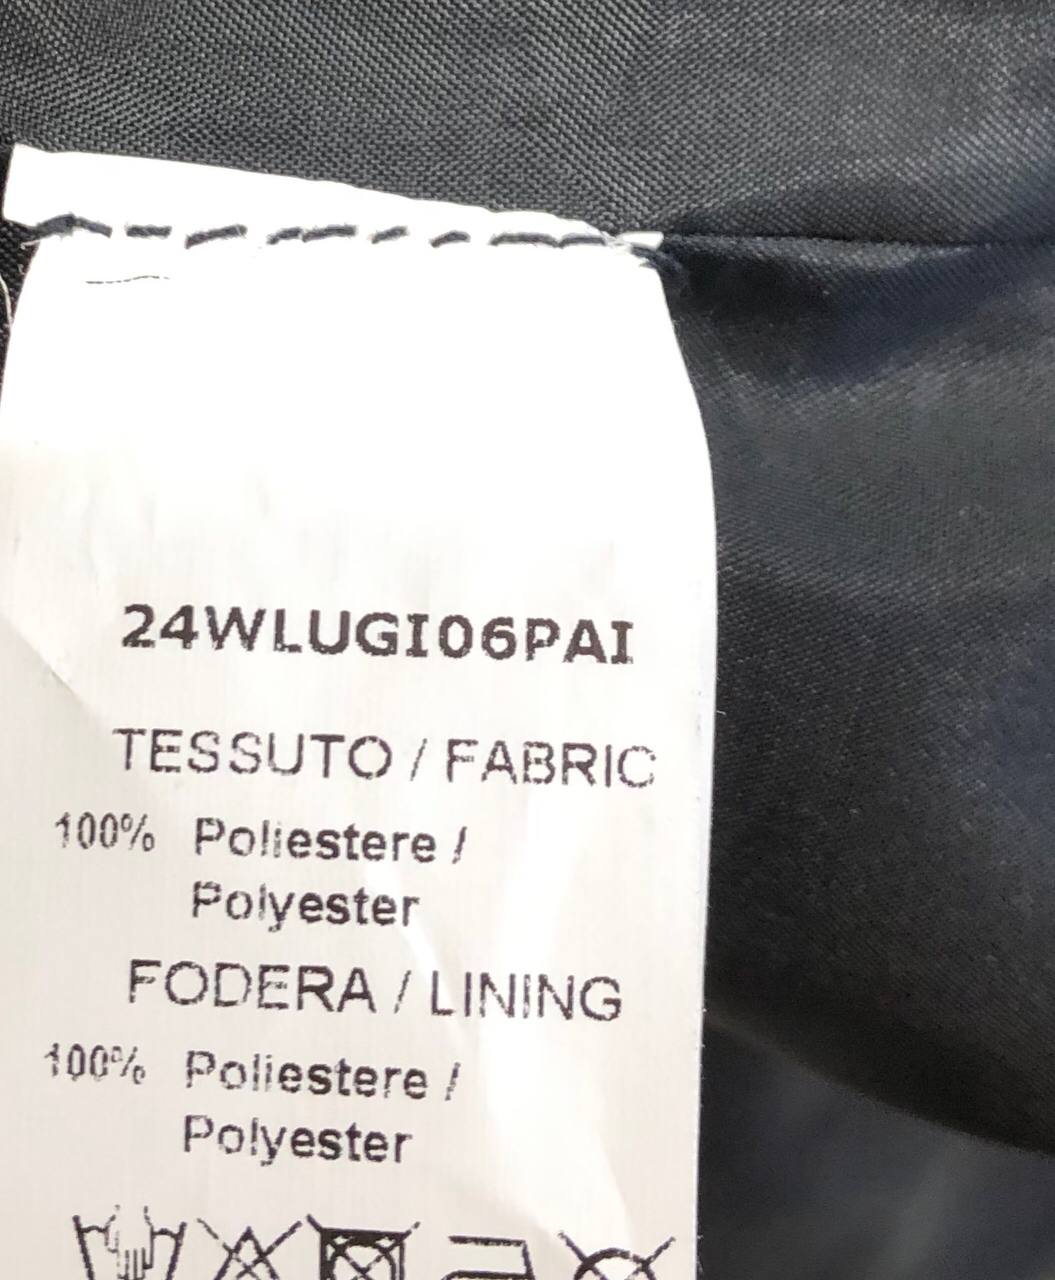 24WLUGI06PAI
TESSUTO / FABRIC
100% Poliestere /
Polyester
FODERA / LINING
100% Poliestere /
Polyester